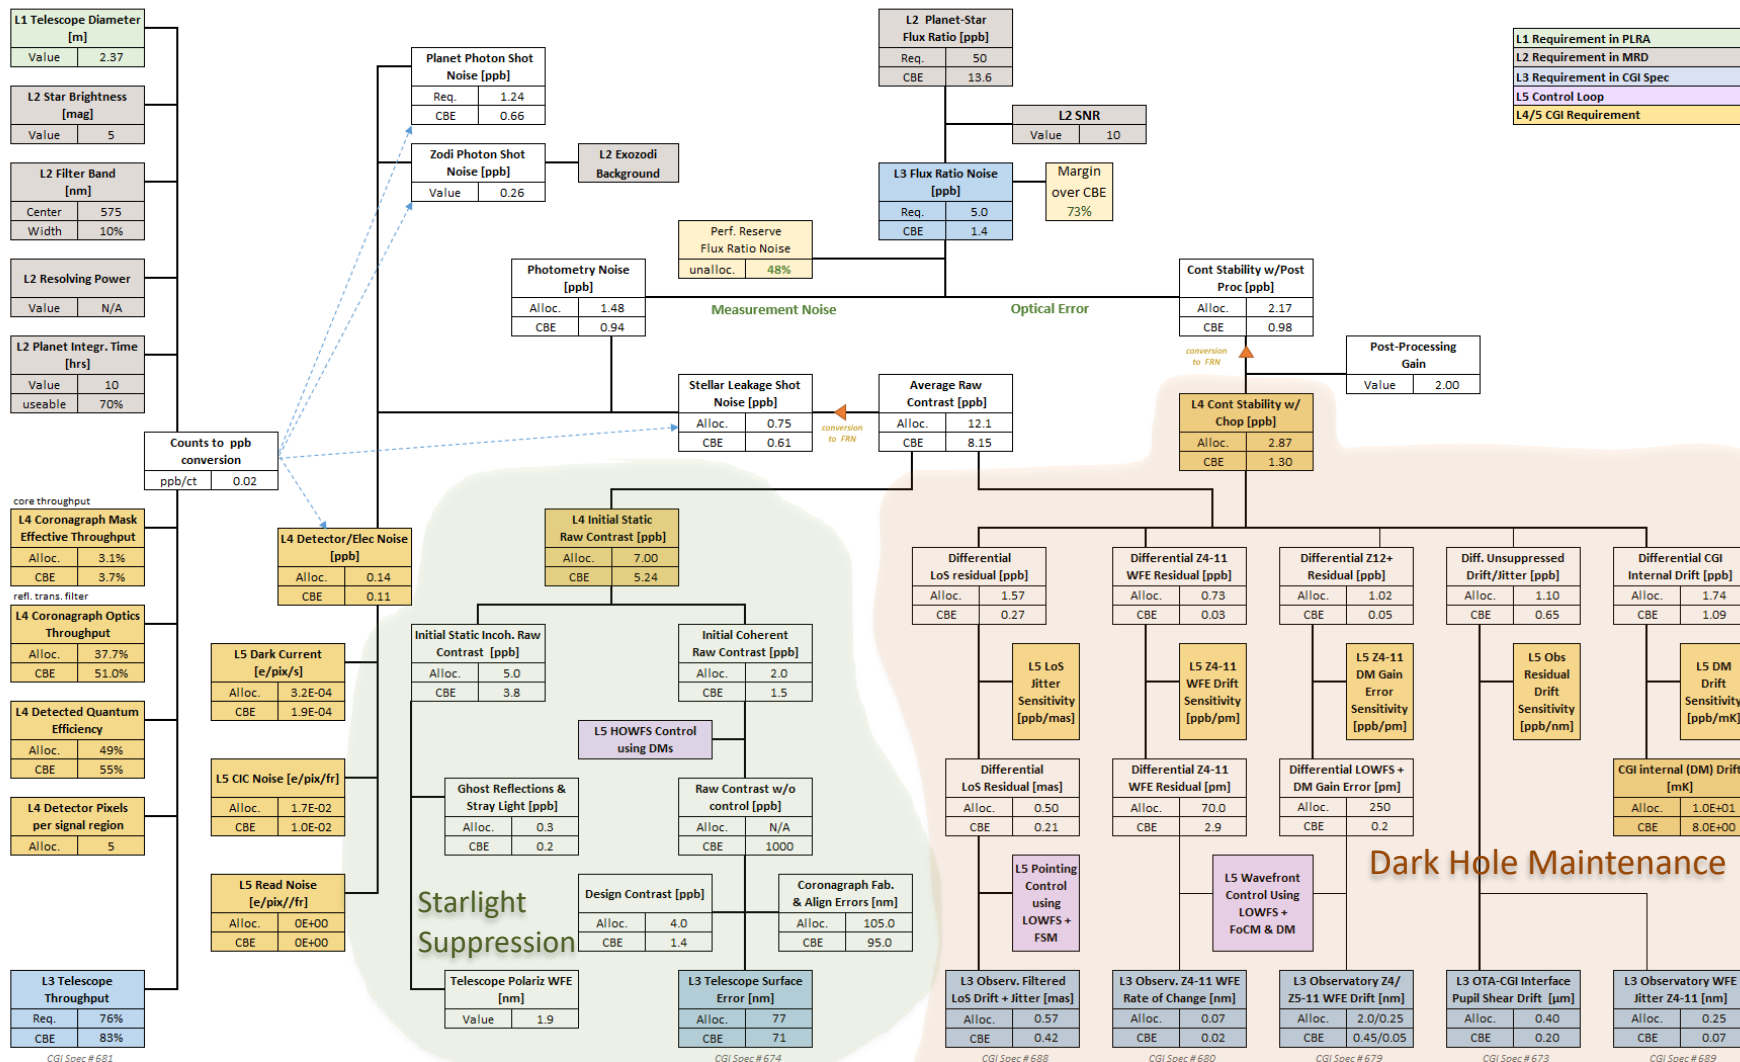 L1 Telescope Diameter
[m]
Value 2.37
L2 Star Brightness
[mag]
Value 5
L2 Filter Band
[nm]
Center 575
Width 10%
L2 Resolving Power
Value N/A
L2 Planet Integr. Time
[hrs]
Value 10
useable 70%
Counts to ppb
conversion
ppb/ct 0.02
core throughput
L4 Coronagraph Mask
Effective Throughput
Alloc. 3.1%
CBE 3.7%
refl. trans. filter
L4 Coronagraph Optics
Throughput
Alloc. 37.7%
CBE 51.0%
L4 Detected Quantum
Efficiency
Alloc. 49%
CBE 55%
L4 Detector Pixels
per signal region
Alloc. 5
L3 Telescope
Throughput
Req. 76%
CBE 83%
CGI Spec # 681
Planet Photon Shot
Noise [ppb]
Req. 1.24
CBE 0.66
Zodi Photon Shot
Noise [ppb]
Value 0.26
L2 Exozodi
Background
L2 Planet-Star
Flux Ratio [ppb]
Req. 50
CBE 13.6
L2 SNR
Value 10
L3 Flux Ratio Noise
[ppb]
Req. 5.0
CBE 1.4
Margin
over CBE
73%
Perf. Reserve
Flux Ratio Noise
unalloc. 48%
L1 Requirement in PLRA
L2 Requirement in MRD
L3 Requirement in CGI Spec
L5 Control Loop
L4/5 CGI Requirement
Photometry Noise
[ppb]
Alloc. 1.48
CBE 0.94
Measurement Noise
Optical Error
Cont Stability w/Post
Proc [ppb]
Alloc. 2.17
CBE 0.98
conversion
to FRN
Post-Processing
Gain
Value 2.00
Stellar Leakage Shot
Noise [ppb]
Alloc. 0.75
CBE 0.61
conversion
to FRN
Average Raw
Contrast [ppb]
Alloc. 12.1
CBE 8.15
L4 Cont Stability w/
Chop [ppb]
Alloc. 2.87
CBE 1.30
L4 Detector/Elec Noise
[ppb]
Alloc. 0.14
CBE 0.11
L5 Dark Current
[e/pix/s]
Alloc. 3.2E-04
CBE 1.9E-04
L5 CIC Noise [e/pix/fr]
Alloc. 1.7E-02
CBE 1.0E-02
L5 Read Noise
[e/pix//fr]
Alloc. 0E+00
CBE 0E+00
L4 Initial Static
Raw Contrast [ppb]
Alloc. 7.00
CBE 5.24
Initial Static Incoh. Raw
Contrast [ppb]
Alloc. 5.0
CBE 3.8
Initial Coherent
Raw Contrast [ppb]
Alloc. 2.0
CBE 1.5
L5 HOWFS Control
using DMs
Ghost Reflections &
Stray Light [ppb]
Alloc. 0.3
CBE 0.2
Raw Contrast w/o
control [ppb]
Alloc. N/A
CBE 1000
Starlight
Suppression
Design Contrast [ppb]
Alloc. 4.0
CBE 1.4
Coronagraph Fab.
& Align Errors [nm]
Alloc. 105.0
CBE 95.0
Telescope Polariz WFE
[nm]
Value 1.9
L3 Telescope Surface
Error [nm]
Alloc. 77
CBE 71
CGI Spec # 674
Differential
LoS residual [ppb]
Alloc. 1.57
CBE 0.27
Differential Z4-11
WFE Residual [ppb]
Alloc. 0.73
CBE 0.03
Differential Z12+
Residual [ppb]
Alloc. 1.02
CBE 0.05
Diff. Unsuppressed
Drift/Jitter [ppb]
Alloc. 1.10
CBE 0.65
Differential CGI
Internal Drift [ppb]
Alloc. 1.74
CBE 1.09
L5 LoS
Jitter
Sensitivity
[ppb/mas]
L5 Z4-11
WFE Drift
Sensitivity
[ppb/pm]
L5 Z4-11
DM Gain
Error
Sensitivity
[ppb/pm]
L5 Obs
Residual
Drift
Sensitivity
[ppb/nm]
L5 DM
Drift
Sensitivity
[ppb/mK]
Differential
LoS Residual [mas]
Alloc. 0.50
CBE 0.21
Differential Z4-11
WFE Residual [pm]
Alloc. 70.0
CBE 2.9
Differential LOWFS +
DM Gain Error [pm]
Alloc. 250
CBE 0.2
CGI internal (DM) Drift
[mK]
Alloc. 1.0E+01
CBE 8.0E+00
Dark Hole Maintenance
L5 Pointing
Control
using
LOWFS +
FSM
L5 Wavefront
Control Using
LOWFS +
FoCM & DM
L3 Observ. Filtered
LoS Drift + Jitter [mas]
Alloc. 0.57
CBE 0.42
CGI Spec # 688
L3 Observ. Z4-11 WFE
Rate of Change [nm]
Alloc. 0.07
CBE 0.02
CGI Spec # 680
L3 Observatory Z4/
Z5-11 WFE Drift [nm]
Alloc. 2.0/0.25
CBE 0.45/0.05
CGI Spec # 679
L3 OTA-CGI Interface
Pupil Shear Drift [µm]
Alloc. 0.40
CBE 0.20
CGI Spec # 673
L3 Observatory WFE
Jitter Z4-11 [nm]
Alloc. 0.25
CBE 0.07
CGI Spec # 689